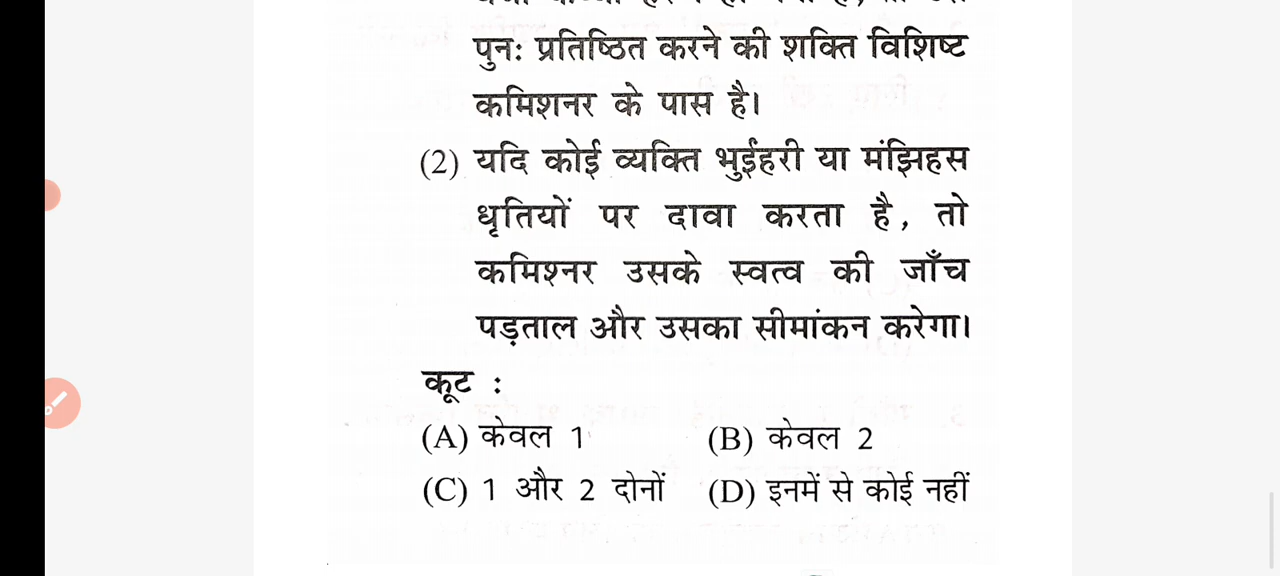 पुनः प्रतिष्ठित करने की शक्ति विशिष्ट
कमिशनर के पास है।
(2) यदि कोई व्यक्ति भुईंहरी या मंझिहस
धृतियों पर दावा करता है, तो
कमिश्नर उसके स्वत्व की जाँच
पड़ताल और उसका सीमांकन करेगा।
कूट :
(A) केवल 1 (B) केवल 2
(C) 1 और 2 दोनों (D) इनमें से कोई नहीं